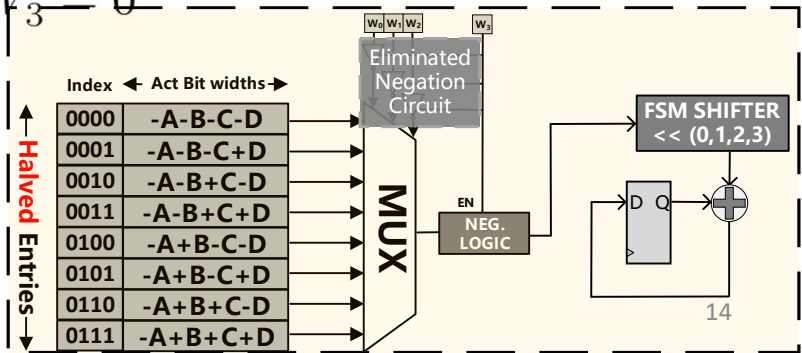 W₀ W₁ W₂ W₃
Eliminated
Negation
Circuit
Index Act Bit widths
0000 -A-B-C-D
0001 -A-B-C+D
0010 -A-B+C-D
0011 -A-B+C+D
0100 -A+B-C-D
0101 -A+B-C+D
0110 -A+B+C-D
0111 -A+B+C+D
Halved Entries
MUX
EN
NEG.
LOGIC
FSM SHIFTER
<< (0,1,2,3)
D Q
14